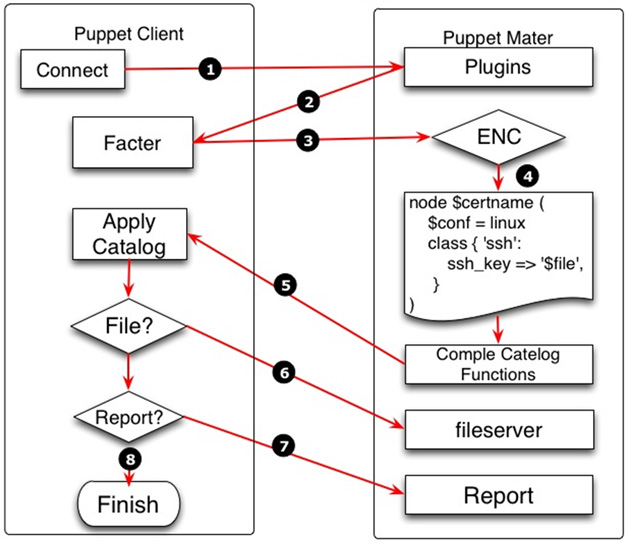 Puppet Client
Connect
1
2
Facter
3
Apply
Catalog
5
File?
6
Report?
7
8
Finish
Puppet Mater
Plugins
ENC
4
node $certname (
$conf = linux
class { 'ssh':
ssh_key => '$file',
}
)
Comple Catelog
Functions
fileserver
Report